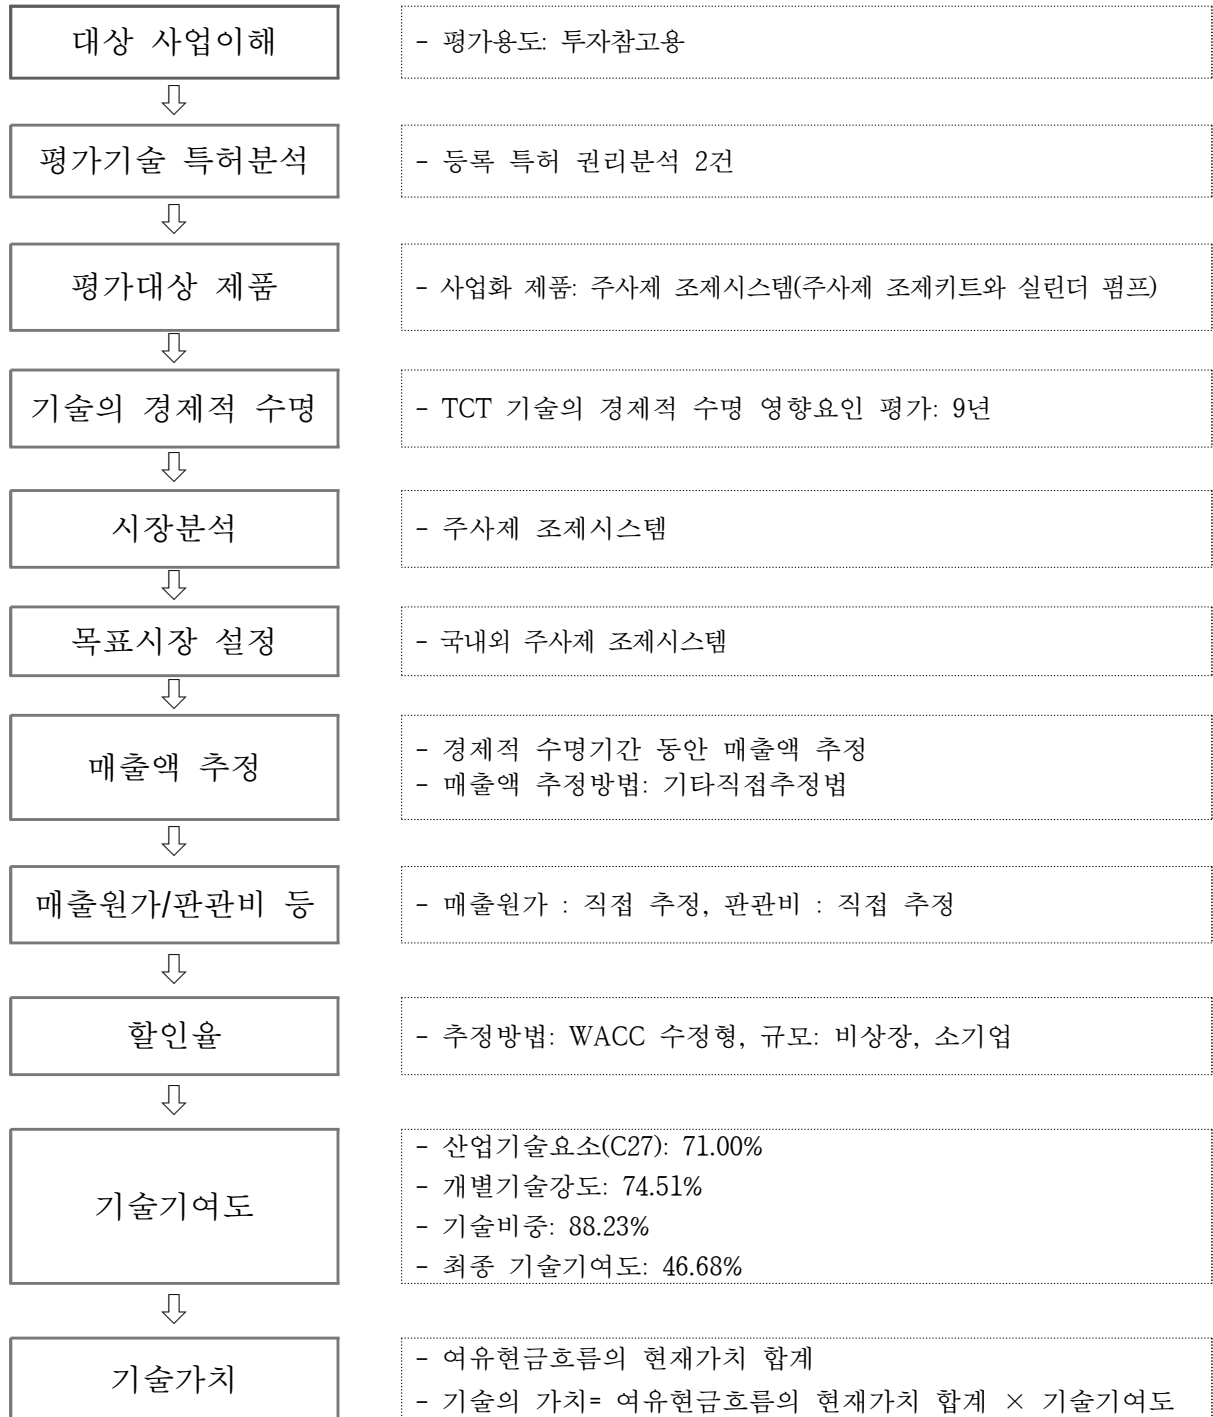 대상 사업이해
- 평가용도: 투자참고용
평가기술 특허분석
- 등록 특허 권리분석 2건
평가대상 제품
- 사업화 제품: 주사제 조제시스템(주사제 조제키트와 실린더 펌프)
기술의 경제적 수명
- TCT 기술의 경제적 수명 영향요인 평가: 9년
시장분석
- 주사제 조제시스템
목표시장 설정
- 국내외 주사제 조제시스템
매출액 추정
- 경제적 수명기간 동안 매출액 추정
- 매출액 추정방법: 기타직접추정법
매출원가/판관비 등
- 매출원가 : 직접 추정, 판관비 : 직접 추정
할인율
- 추정방법: WACC 수정형, 규모: 비상장, 소기업
기술기여도
- 산업기술요소(C27): 71.00%
- 개별기술강도: 74.51%
- 기술비중: 88.23%
- 최종 기술기여도: 46.68%
기술가치
- 여유현금흐름의 현재가치 합계
- 기술의 가치= 여유현금흐름의 현재가치 합계 × 기술기여도